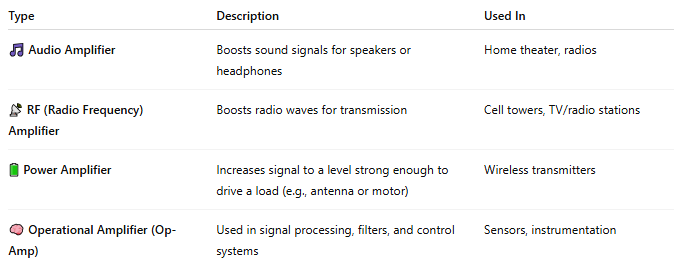 Type Description Used In
🎵 Audio Amplifier Boosts sound signals for speakers or Home theater, radios
headphones
📡 RF (Radio Frequency) Boosts radio waves for transmission Cell towers, TV/radio stations
Amplifier
🔋 Power Amplifier Increases signal to a level strong enough to Wireless transmitters
drive a load (e.g., antenna or motor)
🧠 Operational Amplifier (Op- Used in signal processing, filters, and control Sensors, instrumentation
Amp) systems